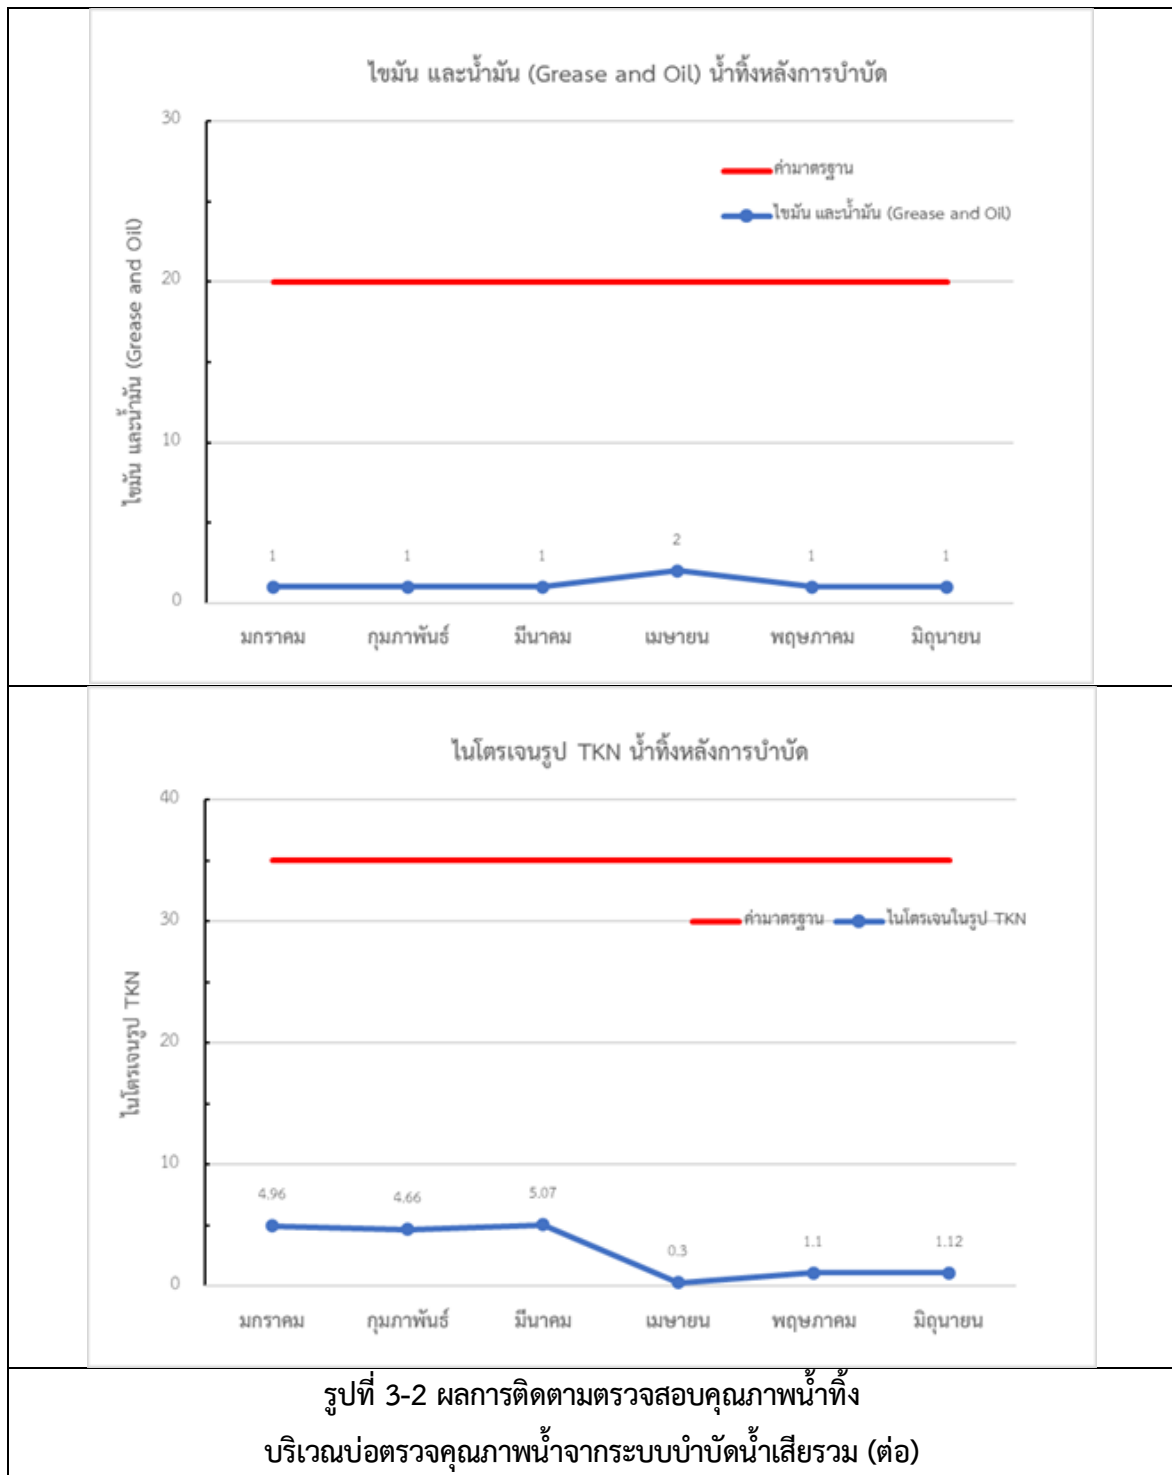 ไขมัน และน้ำมัน (Grease and Oil) น้ำทิ้งหลังการบำบัด
30
ค่ามาตรฐาน
ไขมัน และน้ำมัน (Grease and Oil)
20
ไขมัน และน้ำมัน (Grease and Oil)
10
1 1 1 2 1 1
0
มกราคม กุมภาพันธ์ มีนาคม เมษายน พฤษภาคม มิถุนายน
ไนโตรเจนรูป TKN น้ำทิ้งหลังการบำบัด
40
30
ค่ามาตรฐาน ไนโตรเจนในรูป TKN
ไนโตรเจนรูป TKN
20
10
4.96 4.66 5.07 0.3 1.1 1.12
0
มกราคม กุมภาพันธ์ มีนาคม เมษายน พฤษภาคม มิถุนายน
รูปที่ 3-2 ผลการติดตามตรวจสอบคุณภาพน้ำทิ้ง
บริเวณบ่อตรวจคุณภาพน้ำจากระบบบำบัดน้ำเสียรวม (ต่อ)